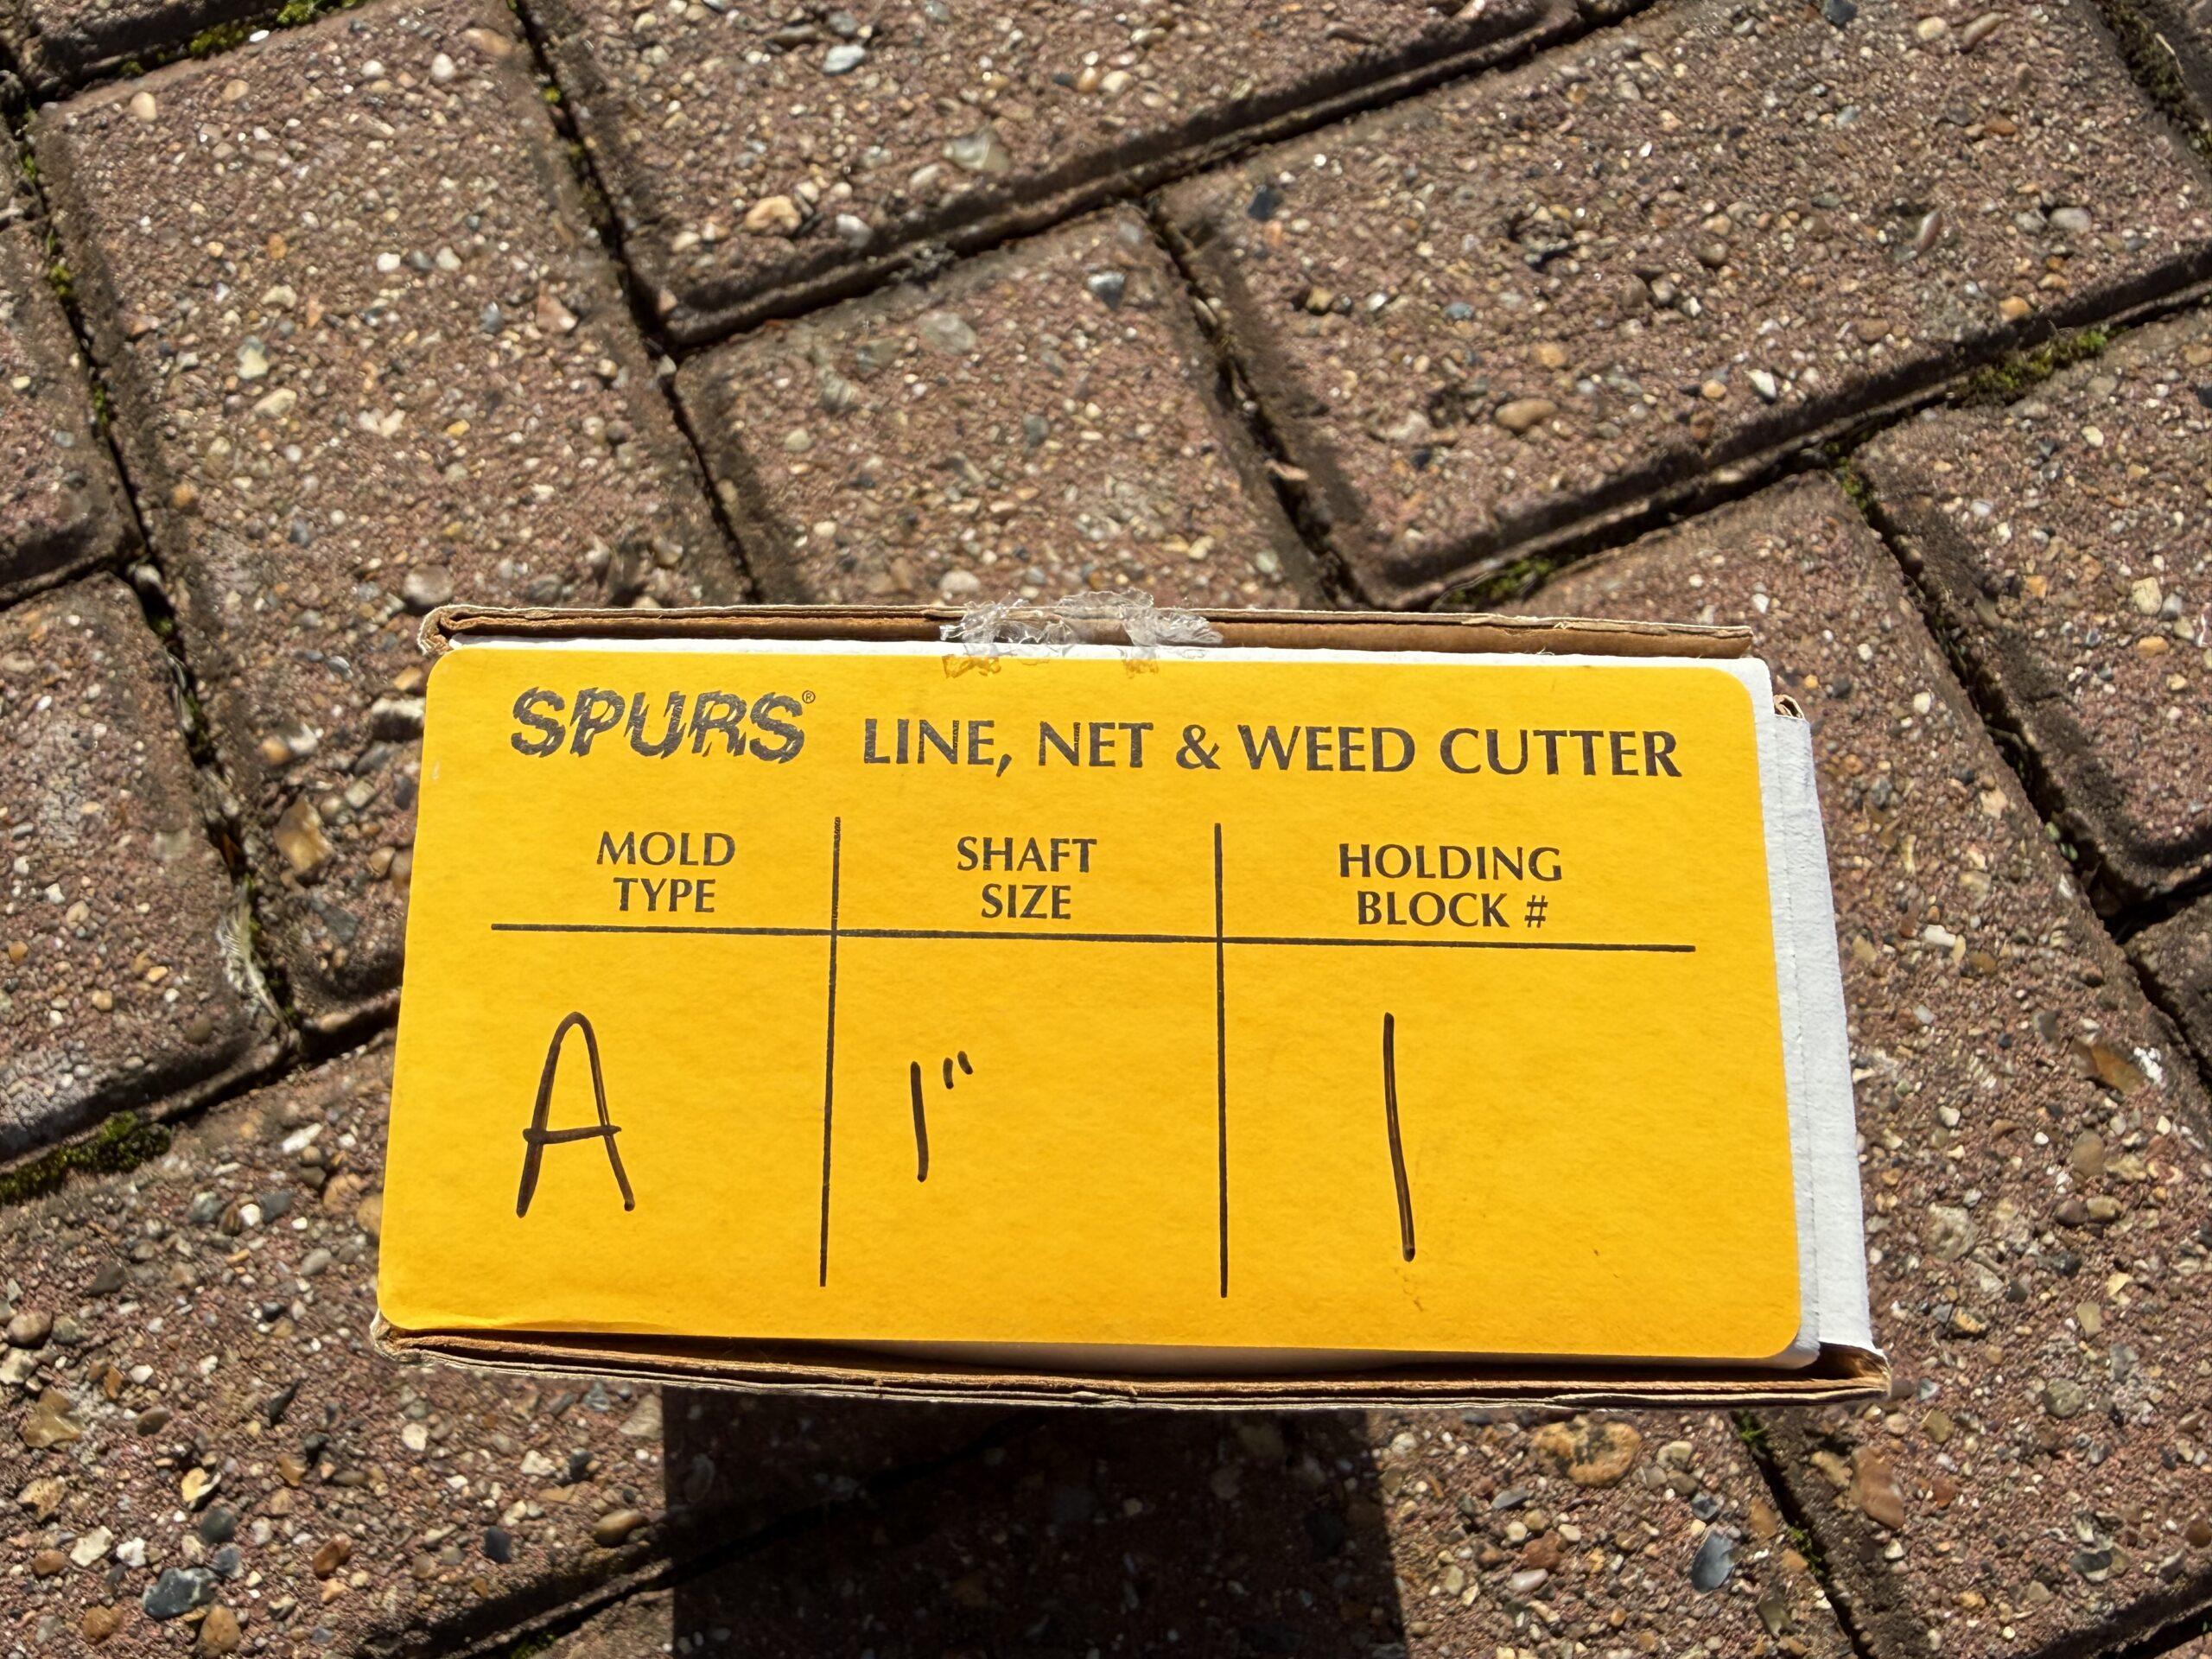 SPURS® LINE, NET & WEED CUTTER
MOLD TYPE SHAFT SIZE HOLDING BLOCK #
A 1" 1